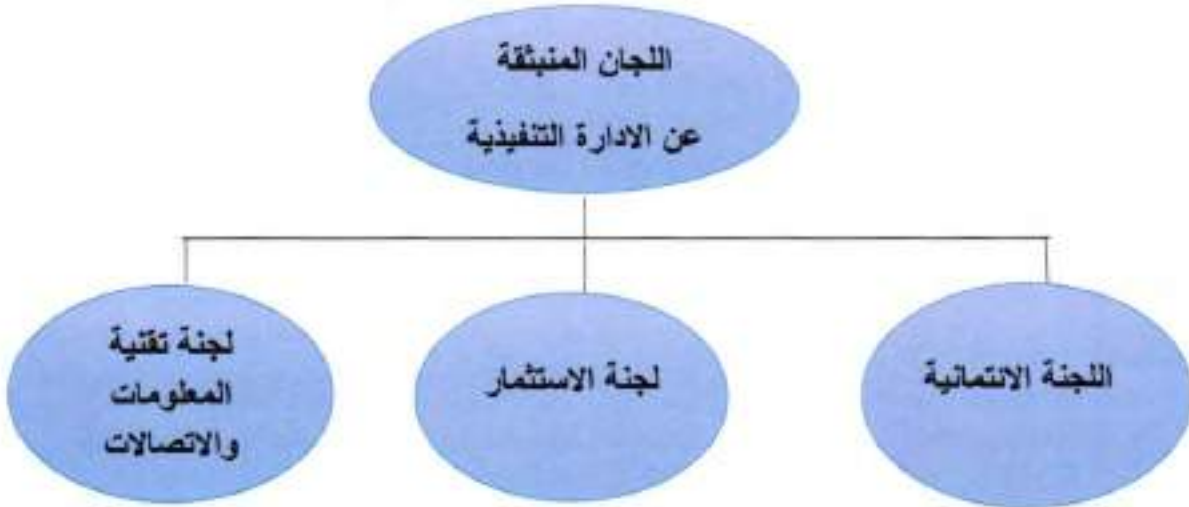 اللجان المنبثقة
عن الادارة التنفيذية
اللجنة الائتمانية
لجنة الاستثمار
لجنة تقنية
المعلومات
والاتصالات